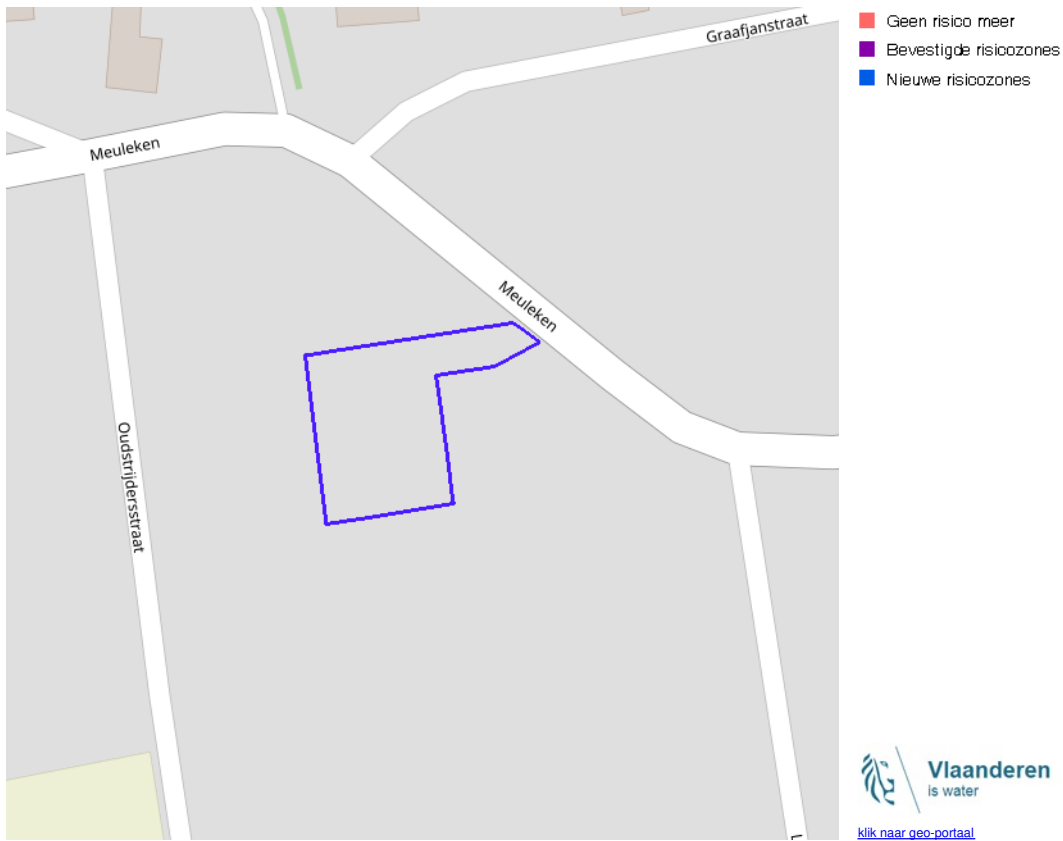 Graafjanstraat
Meuleken
Meuleken
Oudstrijdersstraat
Geen risico meer
Bevestigde risicozones
Nieuwe risicozones
Vlaanderen
is water
klik naar geo-portaal